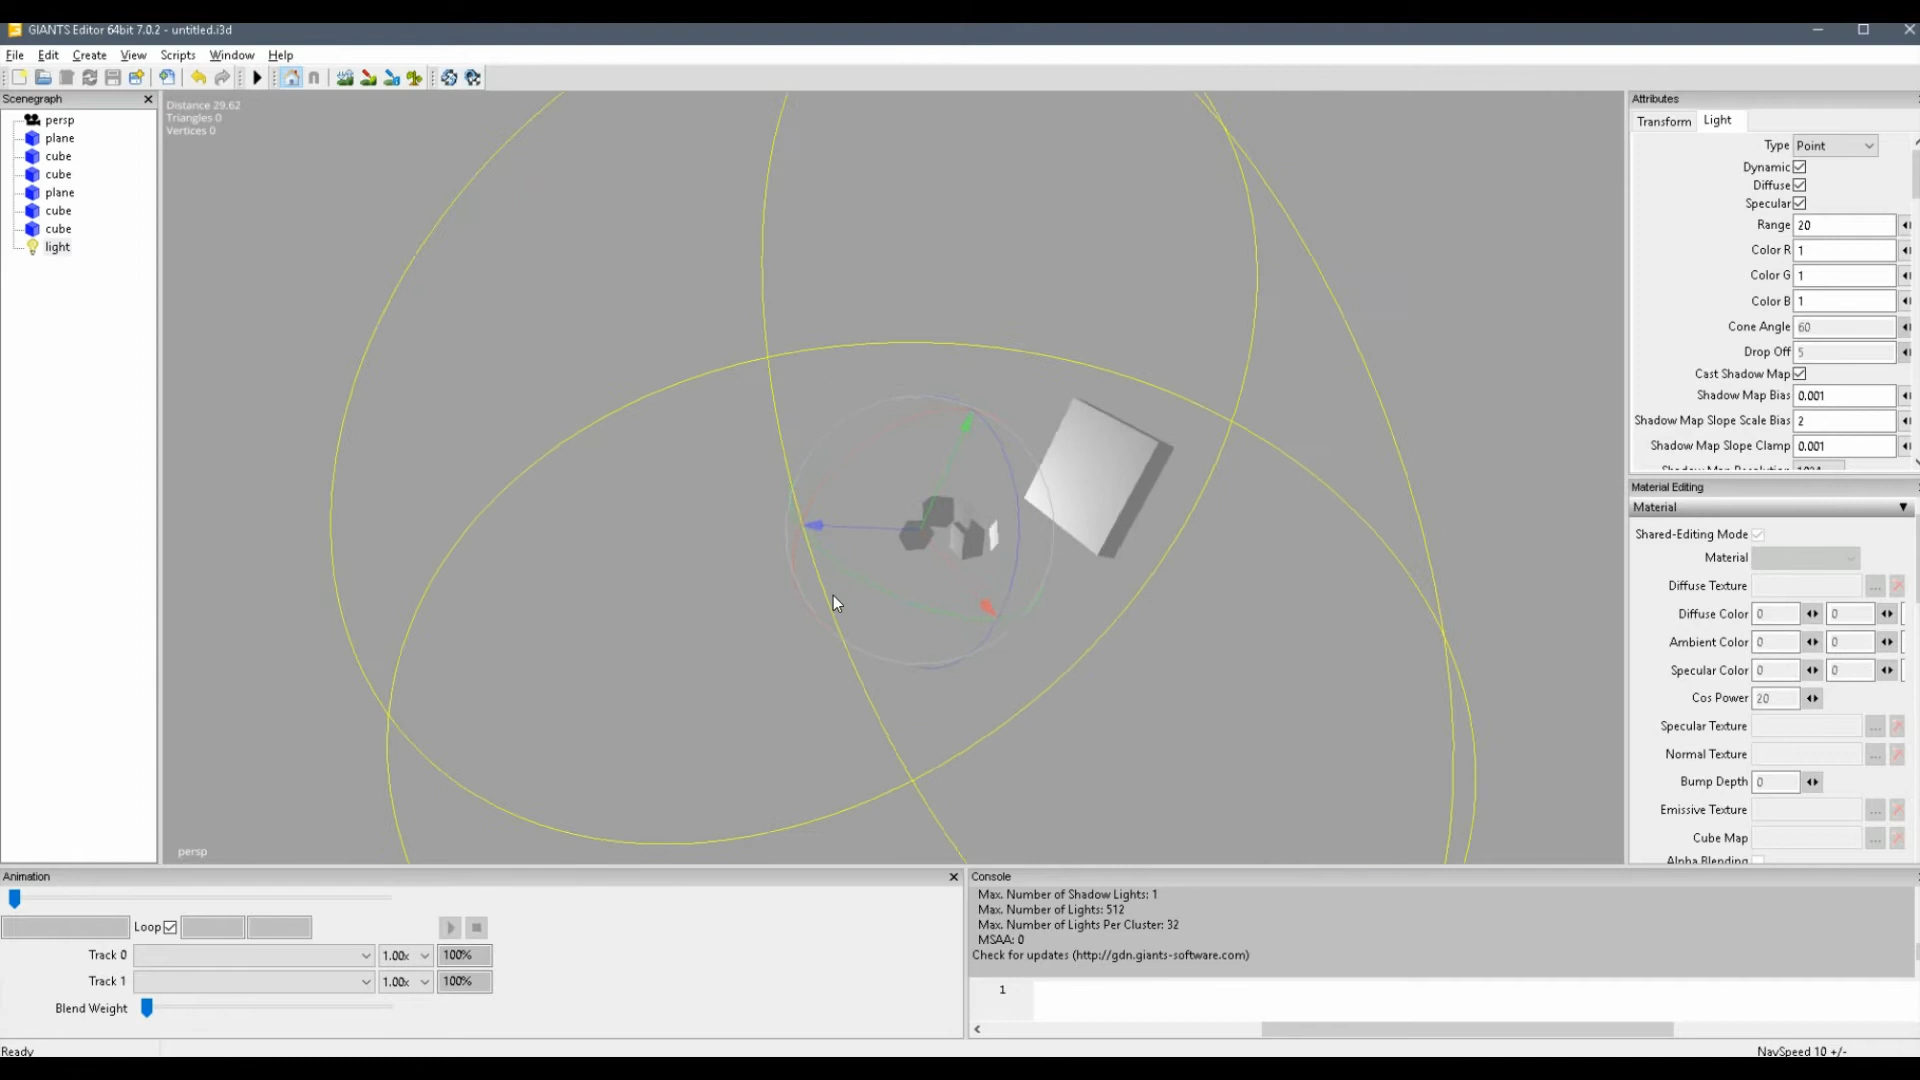 GIANTS Editor 64bit 7.0.2 - untitled.i3d
File Edit Create View Scripts Window Help
Scenegraph
persp
plane
cube
cube
plane
cube
cube
light
Distance 29.62
Triangles 0
Vertices 0
persp
Attributes
Transform Light
Type Point
Dynamic
Diffuse
Specular
Range 20
Color R 1
Color G 1
Color B 1
Cone Angle 60
Drop Off 5
Cast Shadow Map
Shadow Map Bias 0.001
Shadow Map Slope Scale Bias 2
Shadow Map Slope Clamp 0.001
Shadow Map Resolution 1024
Material Editing
Material
Shared-Editing Mode
Material
Diffuse Texture ...
Diffuse Color 0 0
Ambient Color 0 0
Specular Color 0 0
Cos Power 20
Specular Texture ...
Normal Texture ...
Bump Depth 0
Emissive Texture ...
Cube Map ...
Alpha Blending
Animation
Loop
Track 0 1.00x 100%
Track 1 1.00x 100%
Blend Weight
Console
Max. Number of Shadow Lights: 1
Max. Number of Lights: 512
Max. Number of Lights Per Cluster: 32
MSAA: 0
Check for updates (http://gdn.giants-software.com)
1
Ready
NavSpeed 10 +/-